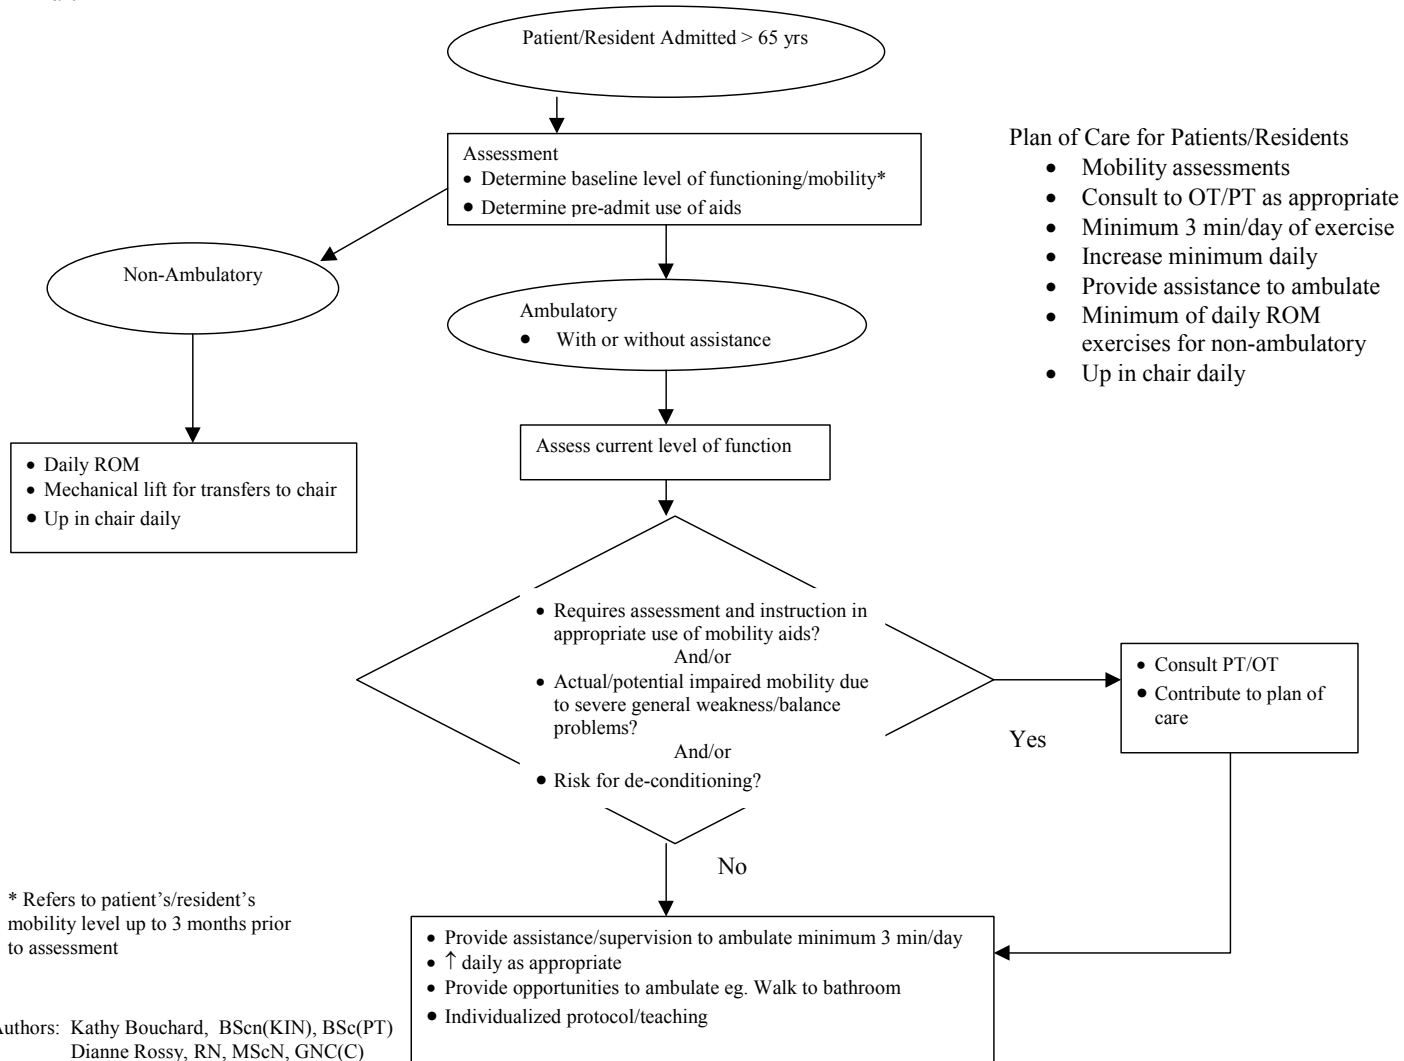 Patient/Resident Admitted > 65 yrs
Assessment
• Determine baseline level of functioning/mobility*
• Determine pre-admit use of aids
Plan of Care for Patients/Residents
• Mobility assessments
• Consult to OT/PT as appropriate
• Minimum 3 min/day of exercise
• Increase minimum daily
• Provide assistance to ambulate
• Minimum of daily ROM
exercises for non-ambulatory
• Up in chair daily
Non-Ambulatory
Ambulatory
• With or without assistance
Assess current level of function
• Daily ROM
• Mechanical lift for transfers to chair
• Up in chair daily
• Requires assessment and instruction in
appropriate use of mobility aids?
And/or
• Actual/potential impaired mobility due
to severe general weakness/balance
problems?
And/or
• Risk for de-conditioning?
Yes
• Consult PT/OT
• Contribute to plan of
care
No
* Refers to patient’s/resident’s
mobility level up to 3 months prior
to assessment
• Provide assistance/supervision to ambulate minimum 3 min/day
• ↑ daily as appropriate
• Provide opportunities to ambulate eg. Walk to bathroom
• Individualized protocol/teaching
Authors: Kathy Bouchard, BScn(KIN), BSc(PT)
Dianne Rossy, RN, MScN, GNC(C)